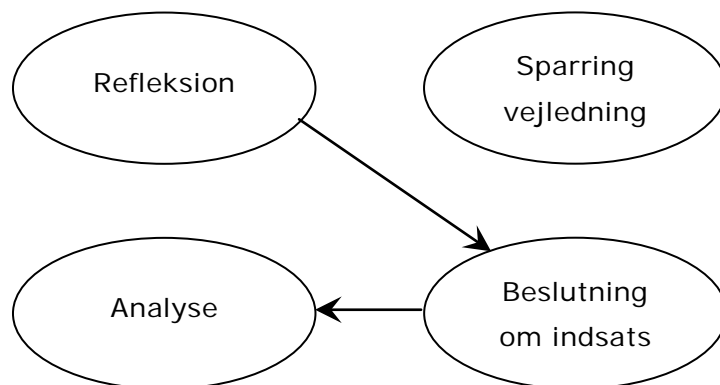 Refleksion
Sparring
vejledning
Analyse
Beslutning
om indsats